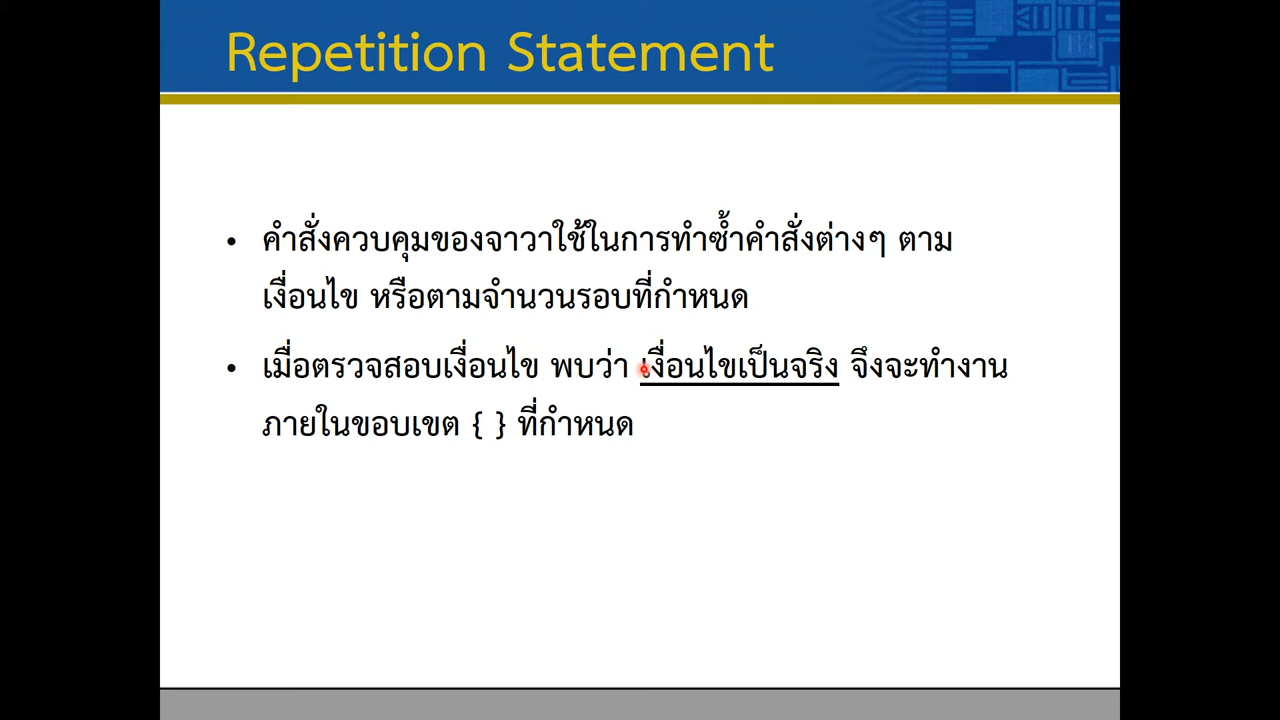 Repetition Statement
• คำสั่งควบคุมของจาวาใช้ในการทำซ้ำคำสั่งต่างๆ ตาม
เงื่อนไข หรือตามจำนวนรอบที่กำหนด
• เมื่อตรวจสอบเงื่อนไข พบว่า เงื่อนไขเป็นจริง จึงจะทำงาน
ภายในขอบเขต { } ที่กำหนด